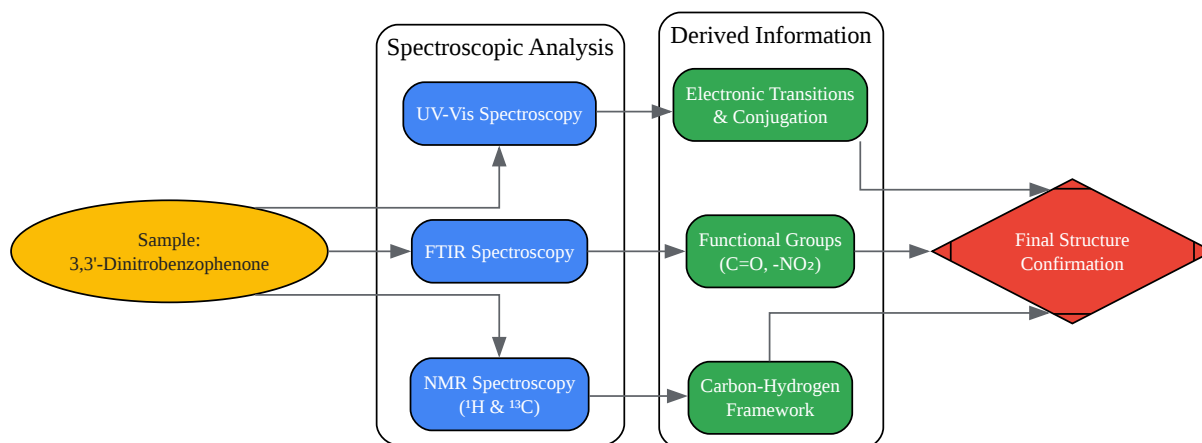 Spectroscopic Analysis
Derived Information
UV-Vis Spectroscopy
Electronic Transitions
& Conjugation
Sample:
3,3'-Dinitrobenzophenone
FTIR Spectroscopy
Functional Groups
(C=O, -NO₂)
Final Structure
Confirmation
NMR Spectroscopy
(¹H & ¹³C)
Carbon-Hydrogen
Framework